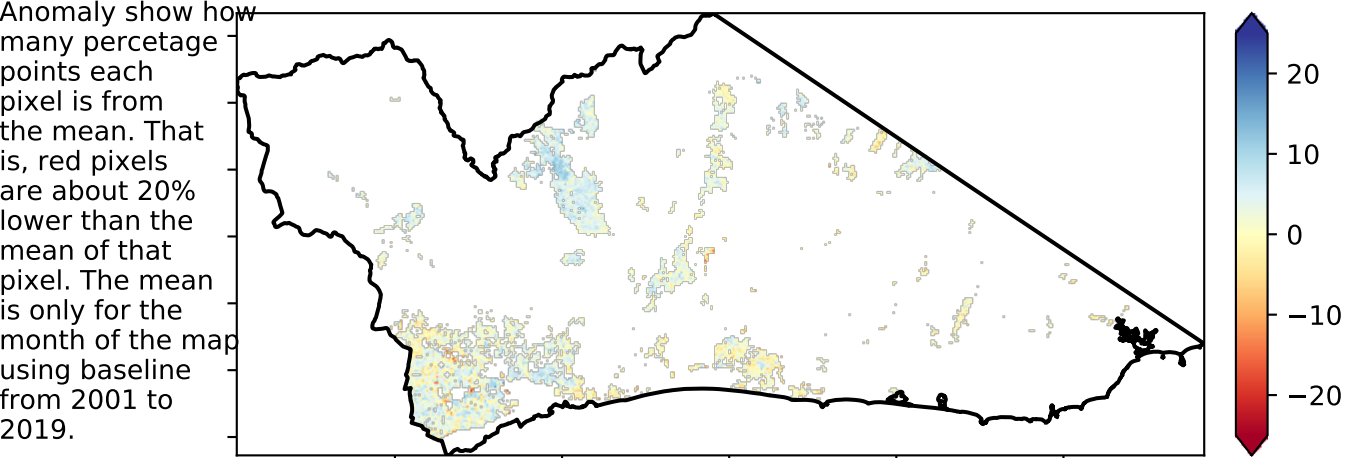 Anomaly show how
many percetage
points each
pixel is from
the mean. That
is, red pixels
are about 20%
lower than the
mean of that
pixel. The mean
is only for the
month of the map
using baseline
from 2001 to
2019.
20
10
0
−10
−20